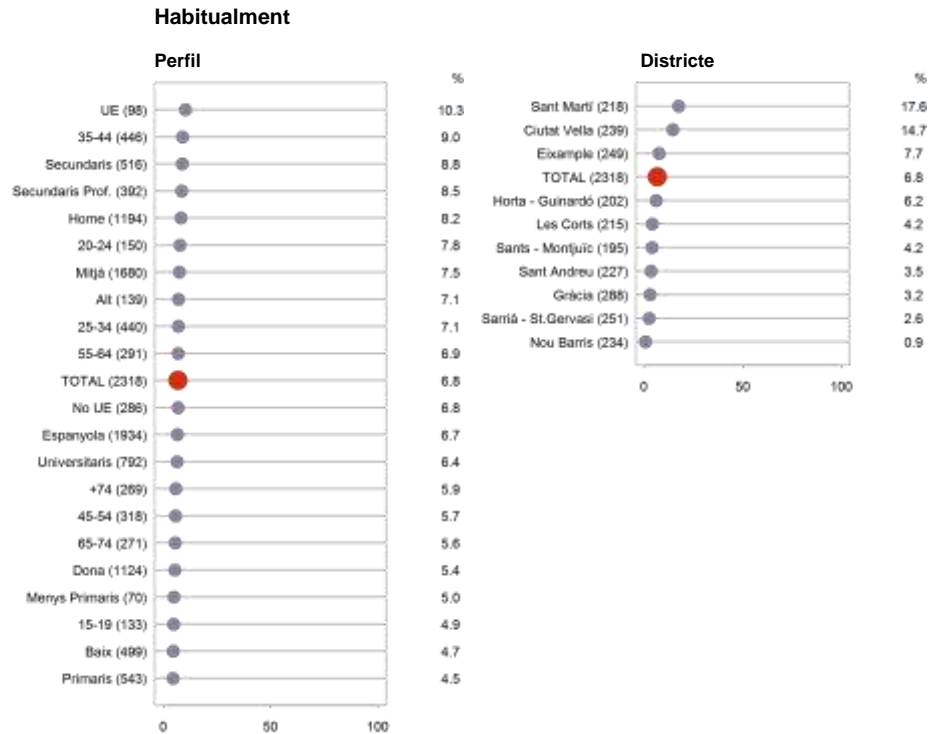 Habitualment
Perfil
%
UE (98) 10.3
35-44 (446) 9.0
Secundaris (516) 8.8
Secundaris Prof. (392) 8.5
Home (1194) 8.2
20-24 (150) 7.8
Mitjà (1680) 7.5
Alt (139) 7.1
25-34 (440) 7.1
55-64 (291) 6.9
TOTAL (2318) 6.8
No UE (286) 6.8
Espanyola (1934) 6.7
Universitaris (792) 6.4
+74 (269) 5.9
45-54 (318) 5.7
65-74 (271) 5.6
Dona (1124) 5.4
Menys Primaris (70) 5.0
15-19 (133) 4.9
Baix (499) 4.7
Primaris (543) 4.5
0 50 100
Districte
%
Sant Martí (218) 17.6
Ciutat Vella (239) 14.7
Eixample (249) 7.7
TOTAL (2318) 6.8
Horta - Guinardó (202) 6.2
Les Corts (215) 4.2
Sants - Montjuïc (195) 4.2
Sant Andreu (227) 3.5
Gràcia (288) 3.2
Sarrià - St.Gervasi (251) 2.6
Nou Barris (234) 0.9
0 50 100